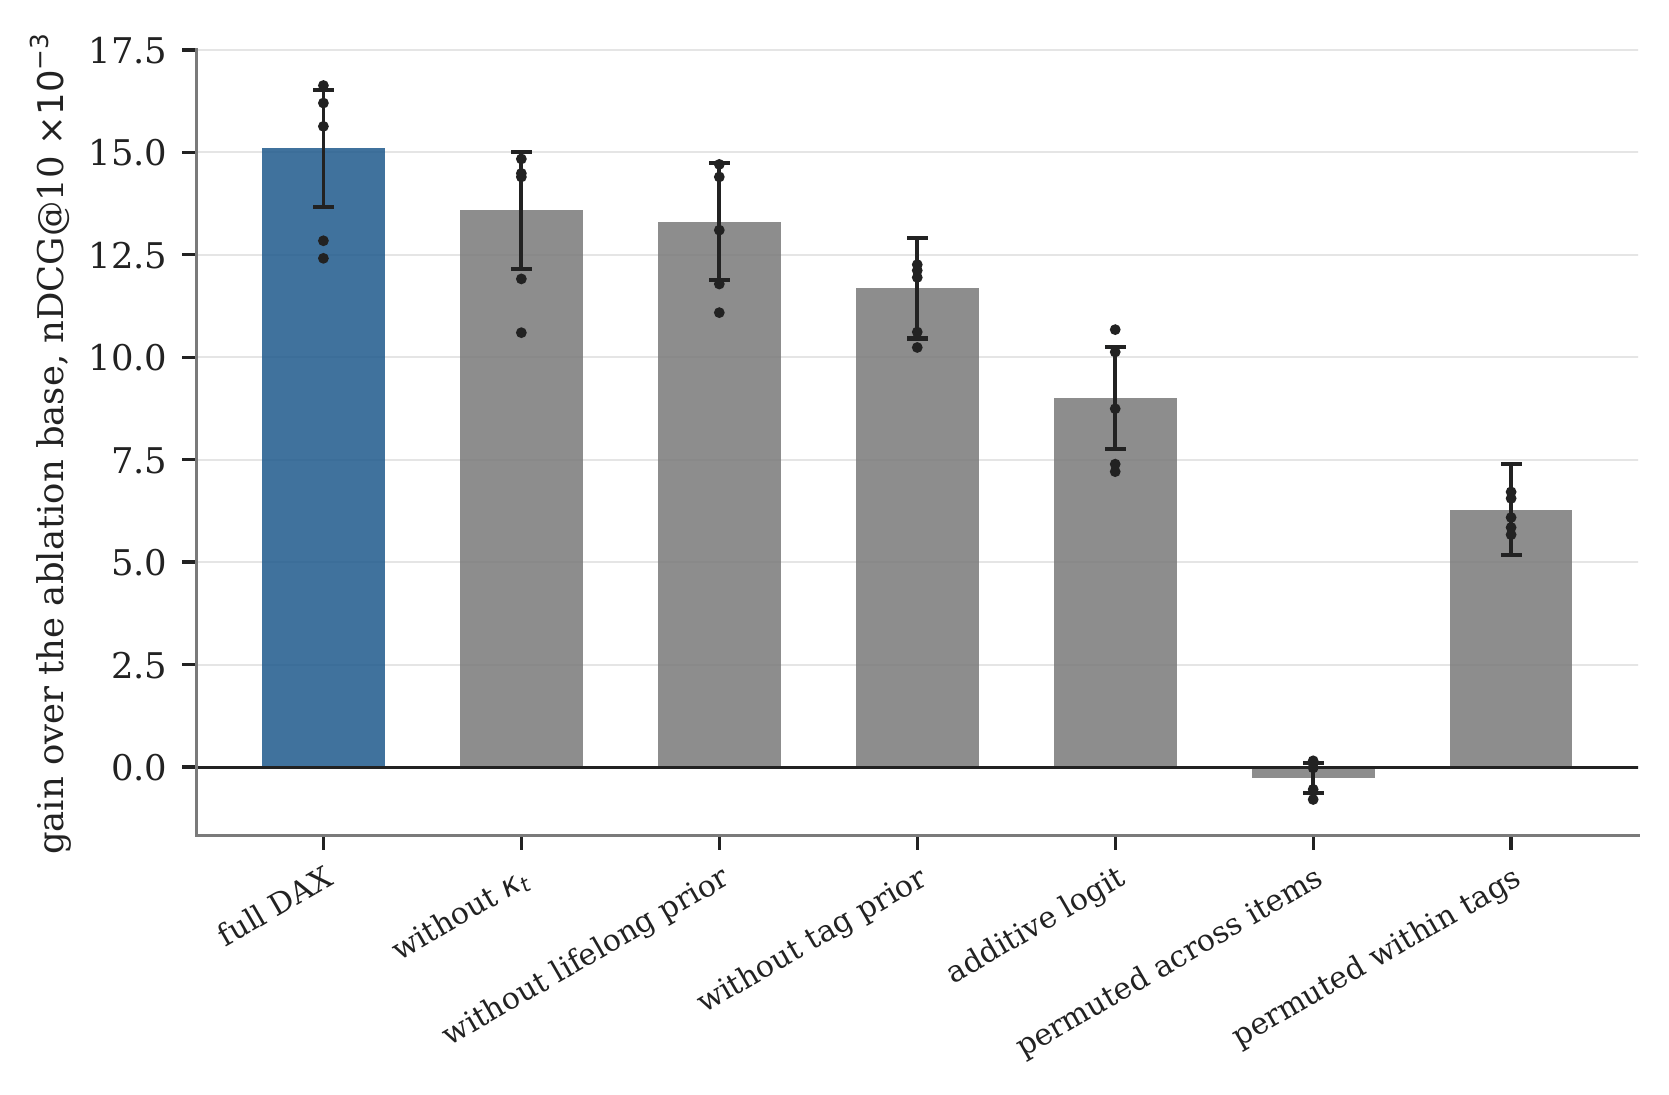 gain over the ablation base, nDCG@10 ×10⁻³
17.5
15.0
12.5
10.0
7.5
5.0
2.5
0.0
full DAX
without κₜ
without lifelong prior
without tag prior
additive logit
permuted across items
permuted within tags